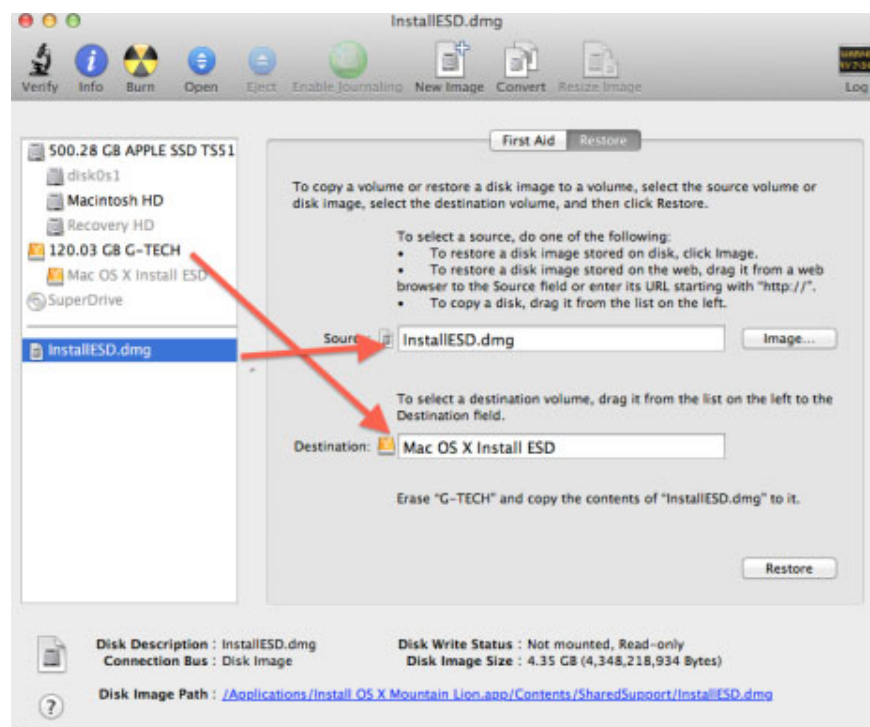 InstallESD.dmg
Verify Info Burn Open Eject Enable Journaling New Image Convert Resize Image Log
500.28 GB APPLE SSD TS51
disk0s1
Macintosh HD
Recovery HD
120.03 GB G-TECH
Mac OS X Install ESD
SuperDrive
InstallESD.dmg
First Aid Restore
To copy a volume or restore a disk image to a volume, select the source volume or
disk image, select the destination volume, and then click Restore.
To select a source, do one of the following:
• To restore a disk image stored on disk, click Image.
• To restore a disk image stored on the web, drag it from a web
browser to the Source field or enter its URL starting with "http://".
• To copy a disk, drag it from the list on the left.
Source: InstallESD.dmg Image...
To select a destination volume, drag it from the list on the left to the
Destination field.
Destination: Mac OS X Install ESD
Erase "G-TECH" and copy the contents of "InstallESD.dmg" to it.
Restore
Disk Description : InstallESD.dmg
Connection Bus : Disk Image
Disk Write Status : Not mounted, Read-only
Disk Image Size : 4.35 GB (4,348,218,934 Bytes)
Disk Image Path : /Applications/Install OS X Mountain Lion.app/Contents/SharedSupport/InstallESD.dmg
?